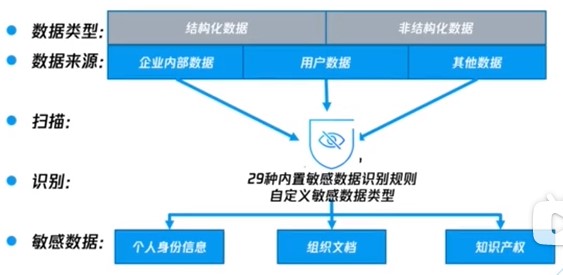 数据类型: 结构化数据 非结构化数据
数据来源: 企业内部数据 用户数据 其他数据
扫描:
,
识别: 29种内置敏感数据识别规则
自定义敏感数据类型
敏感数据: 个人身份信息 组织文档 知识产权